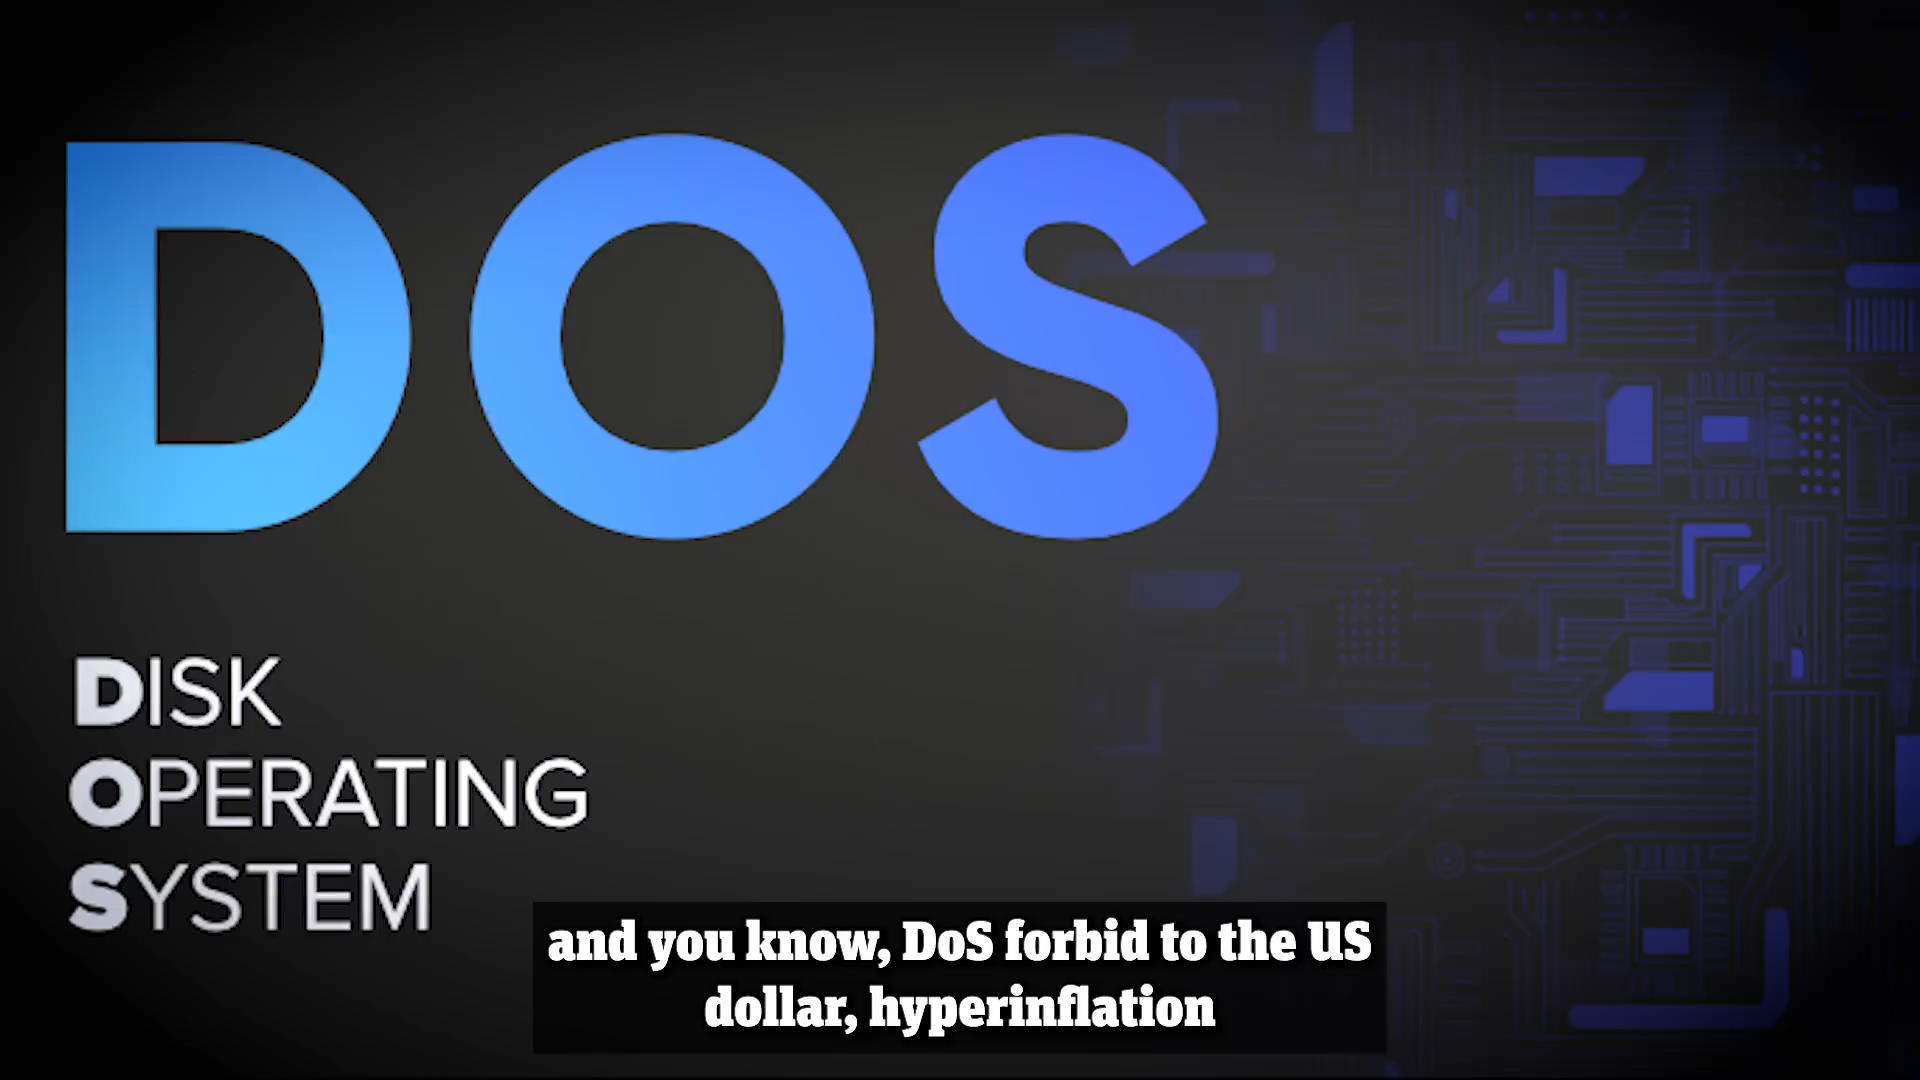 DOS
DISK
OPERATING
SYSTEM
and you know, DoS forbid to the US
dollar, hyperinflation